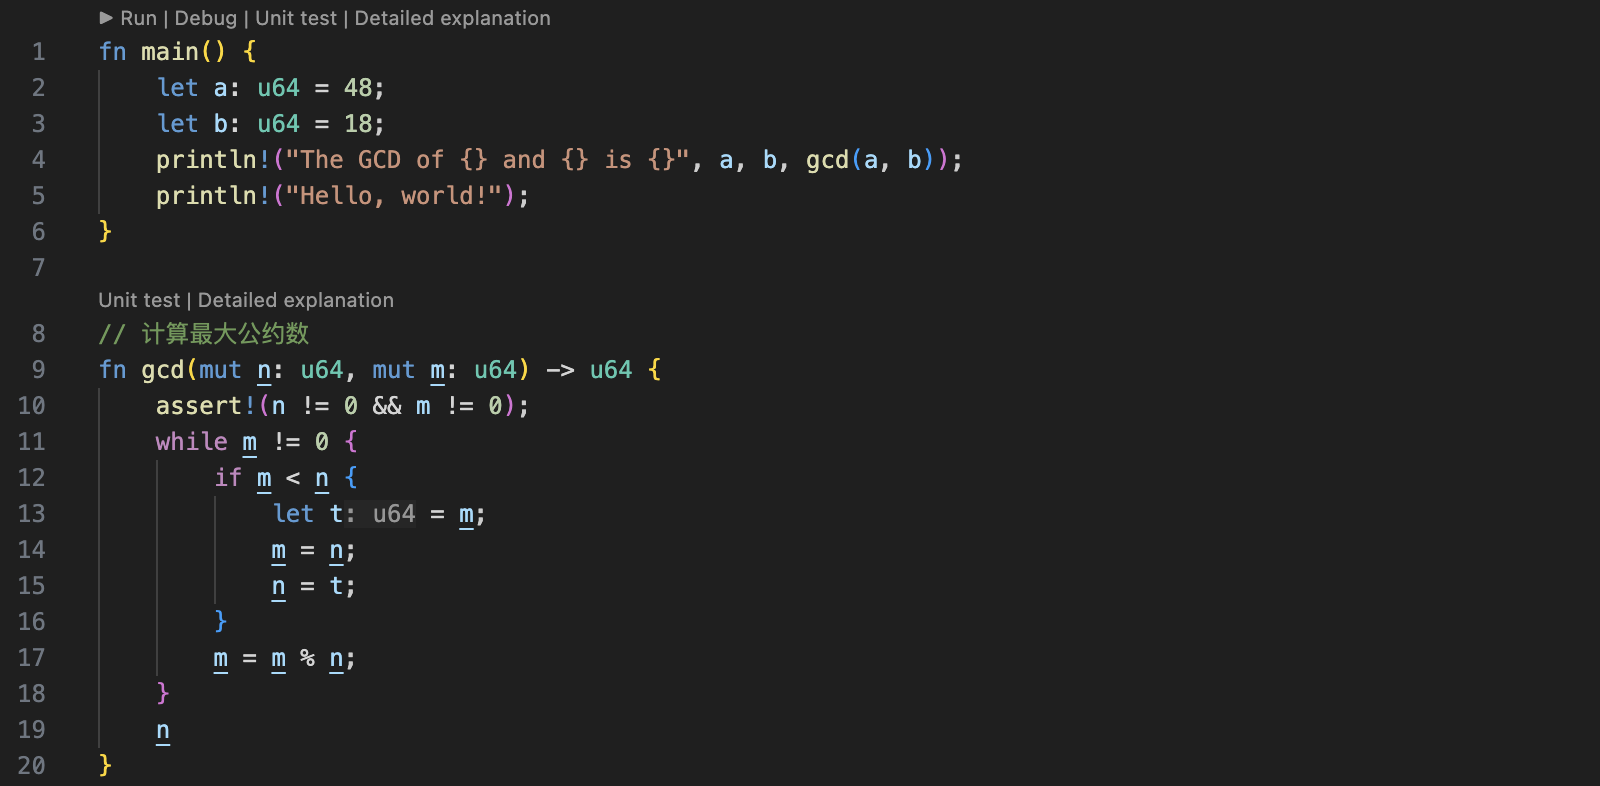 Run | Debug | Unit test | Detailed explanation
1 fn main() {
2     let a: u64 = 48;
3     let b: u64 = 18;
4     println!("The GCD of {} and {} is {}", a, b, gcd(a, b));
5     println!("Hello, world!");
6 }
7
Unit test | Detailed explanation
8 // 计算最大公约数
9 fn gcd(mut n: u64, mut m: u64) -> u64 {
10     assert!(n != 0 && m != 0);
11     while m != 0 {
12         if m < n {
13             let t: u64 = m;
14             m = n;
15             n = t;
16         }
17         m = m % n;
18     }
19     n
20 }